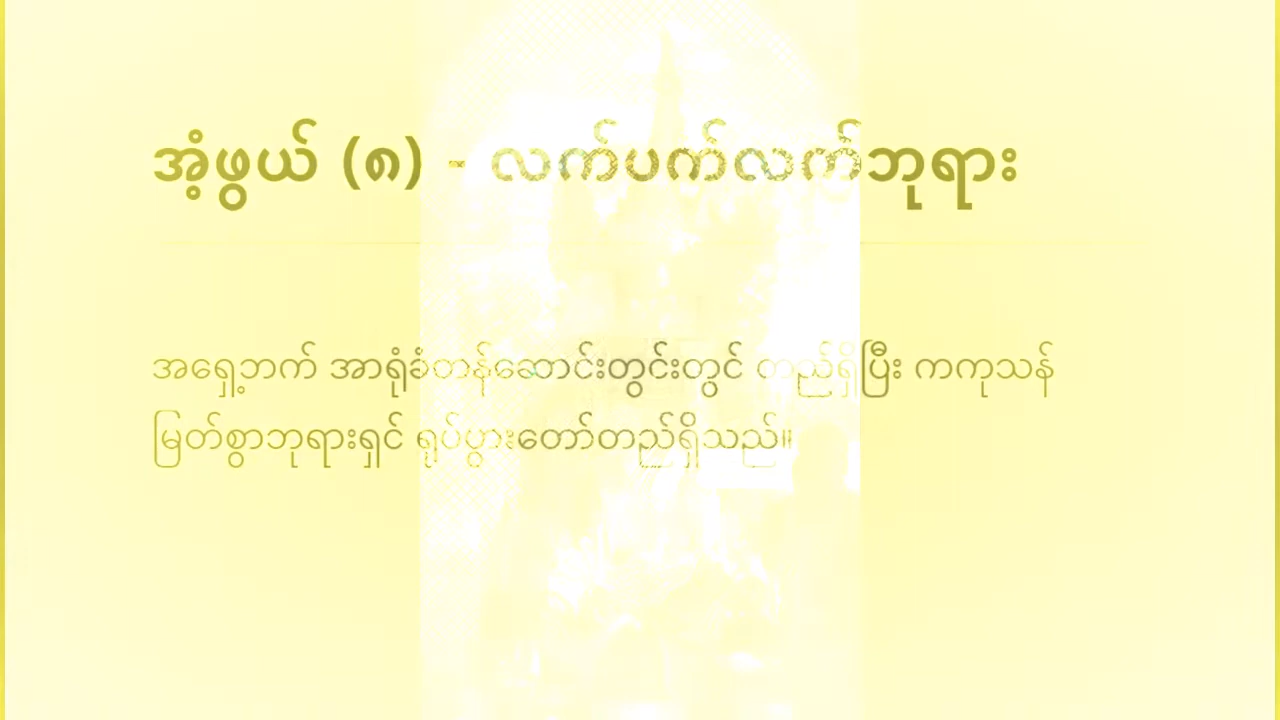 အံ့ဖွယ် (၈) - လက်ပက်လက်ဘုရား
အရှေ့ဘက် အာရုံခံတန်ဆောင်းတွင်းတွင် တည်ရှိပြီး ကကုသန်
မြတ်စွာဘုရားရှင် ရုပ်ပွားတော်တည်ရှိသည်။